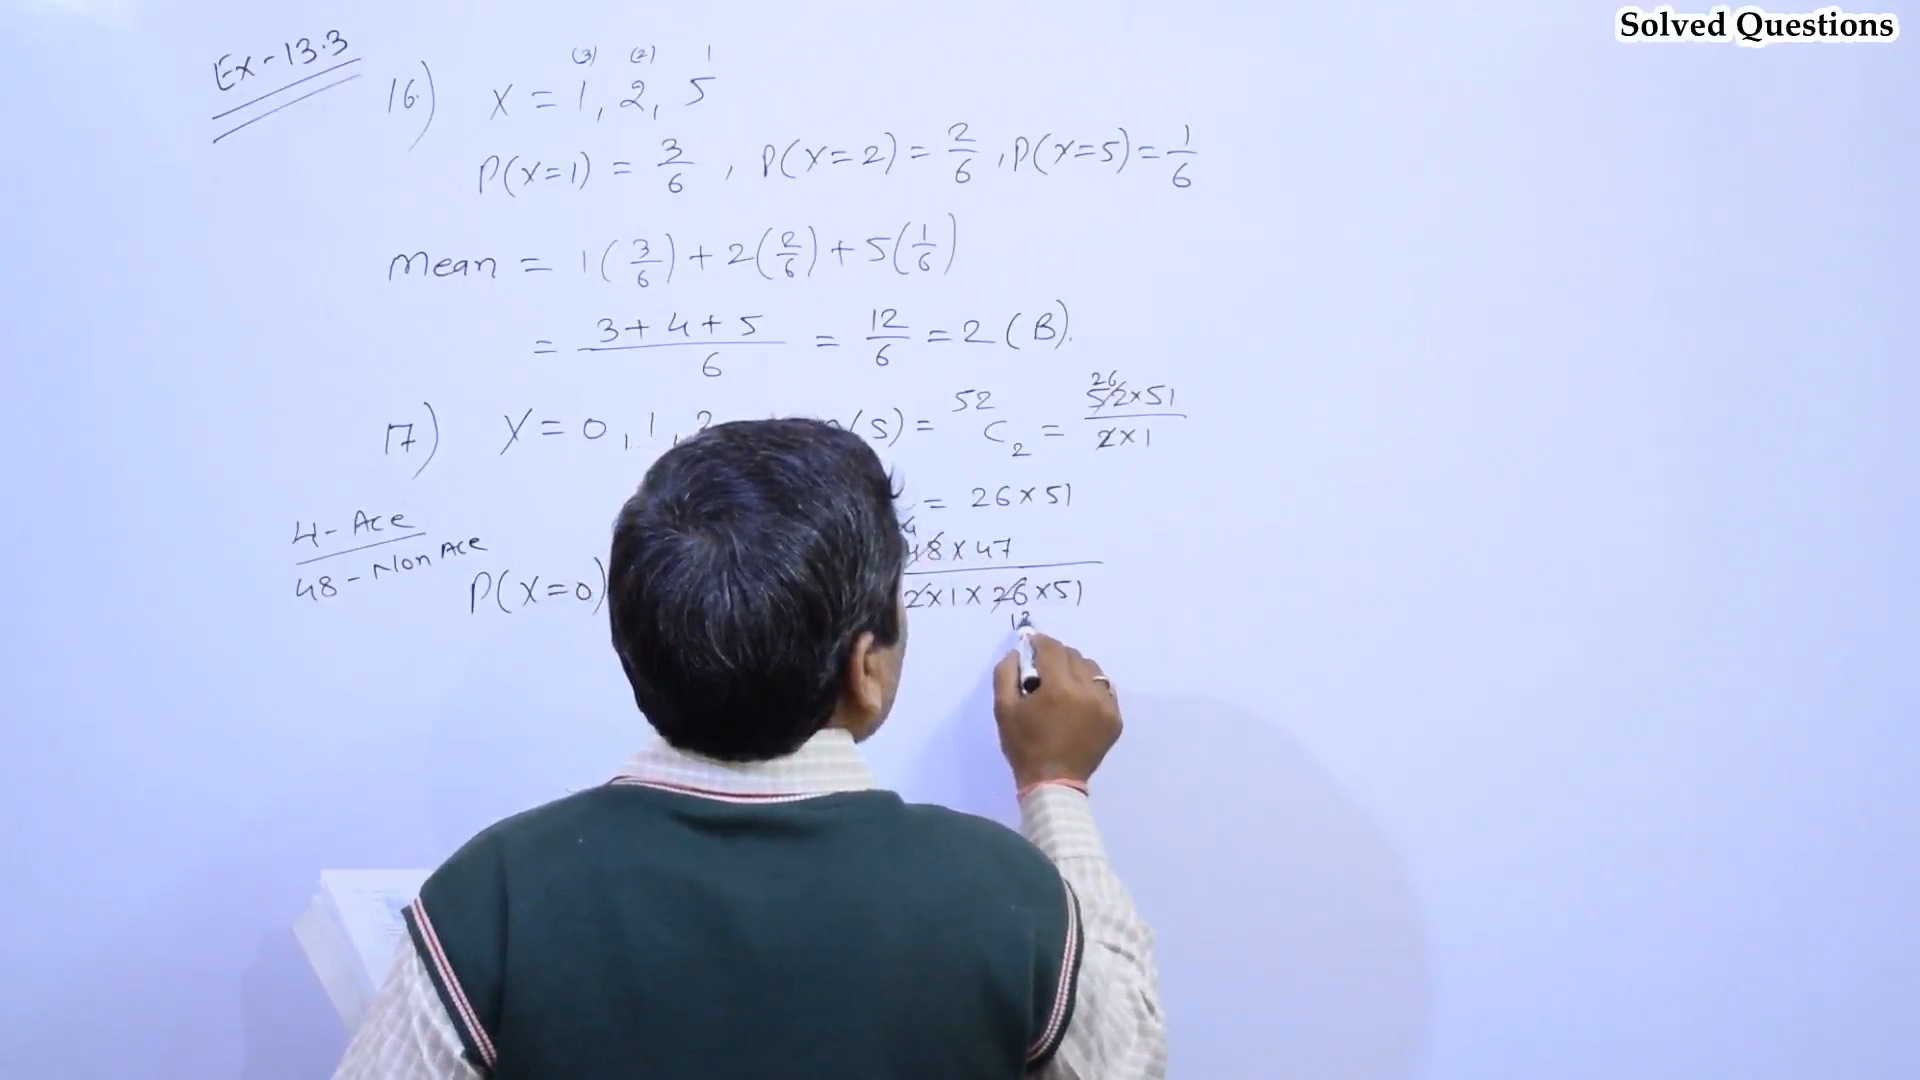 Solved Questions
Ex-13.3
(3) (2) 1
16) X = 1, 2, 5
P(X=1) = 3/6 , P(X=2) = 2/6 , P(X=5) = 1/6
Mean = 1(3/6) + 2(2/6) + 5(1/6)
= 3+4+5/6 = 12/6 = 2 (B).
26
17) X = 0, 1, 2 (S) = 52C2 = 52×51/2×1
= 26×51
4 - Ace
48 - Non Ace
P(X=0) 48×47/2×1×26×51